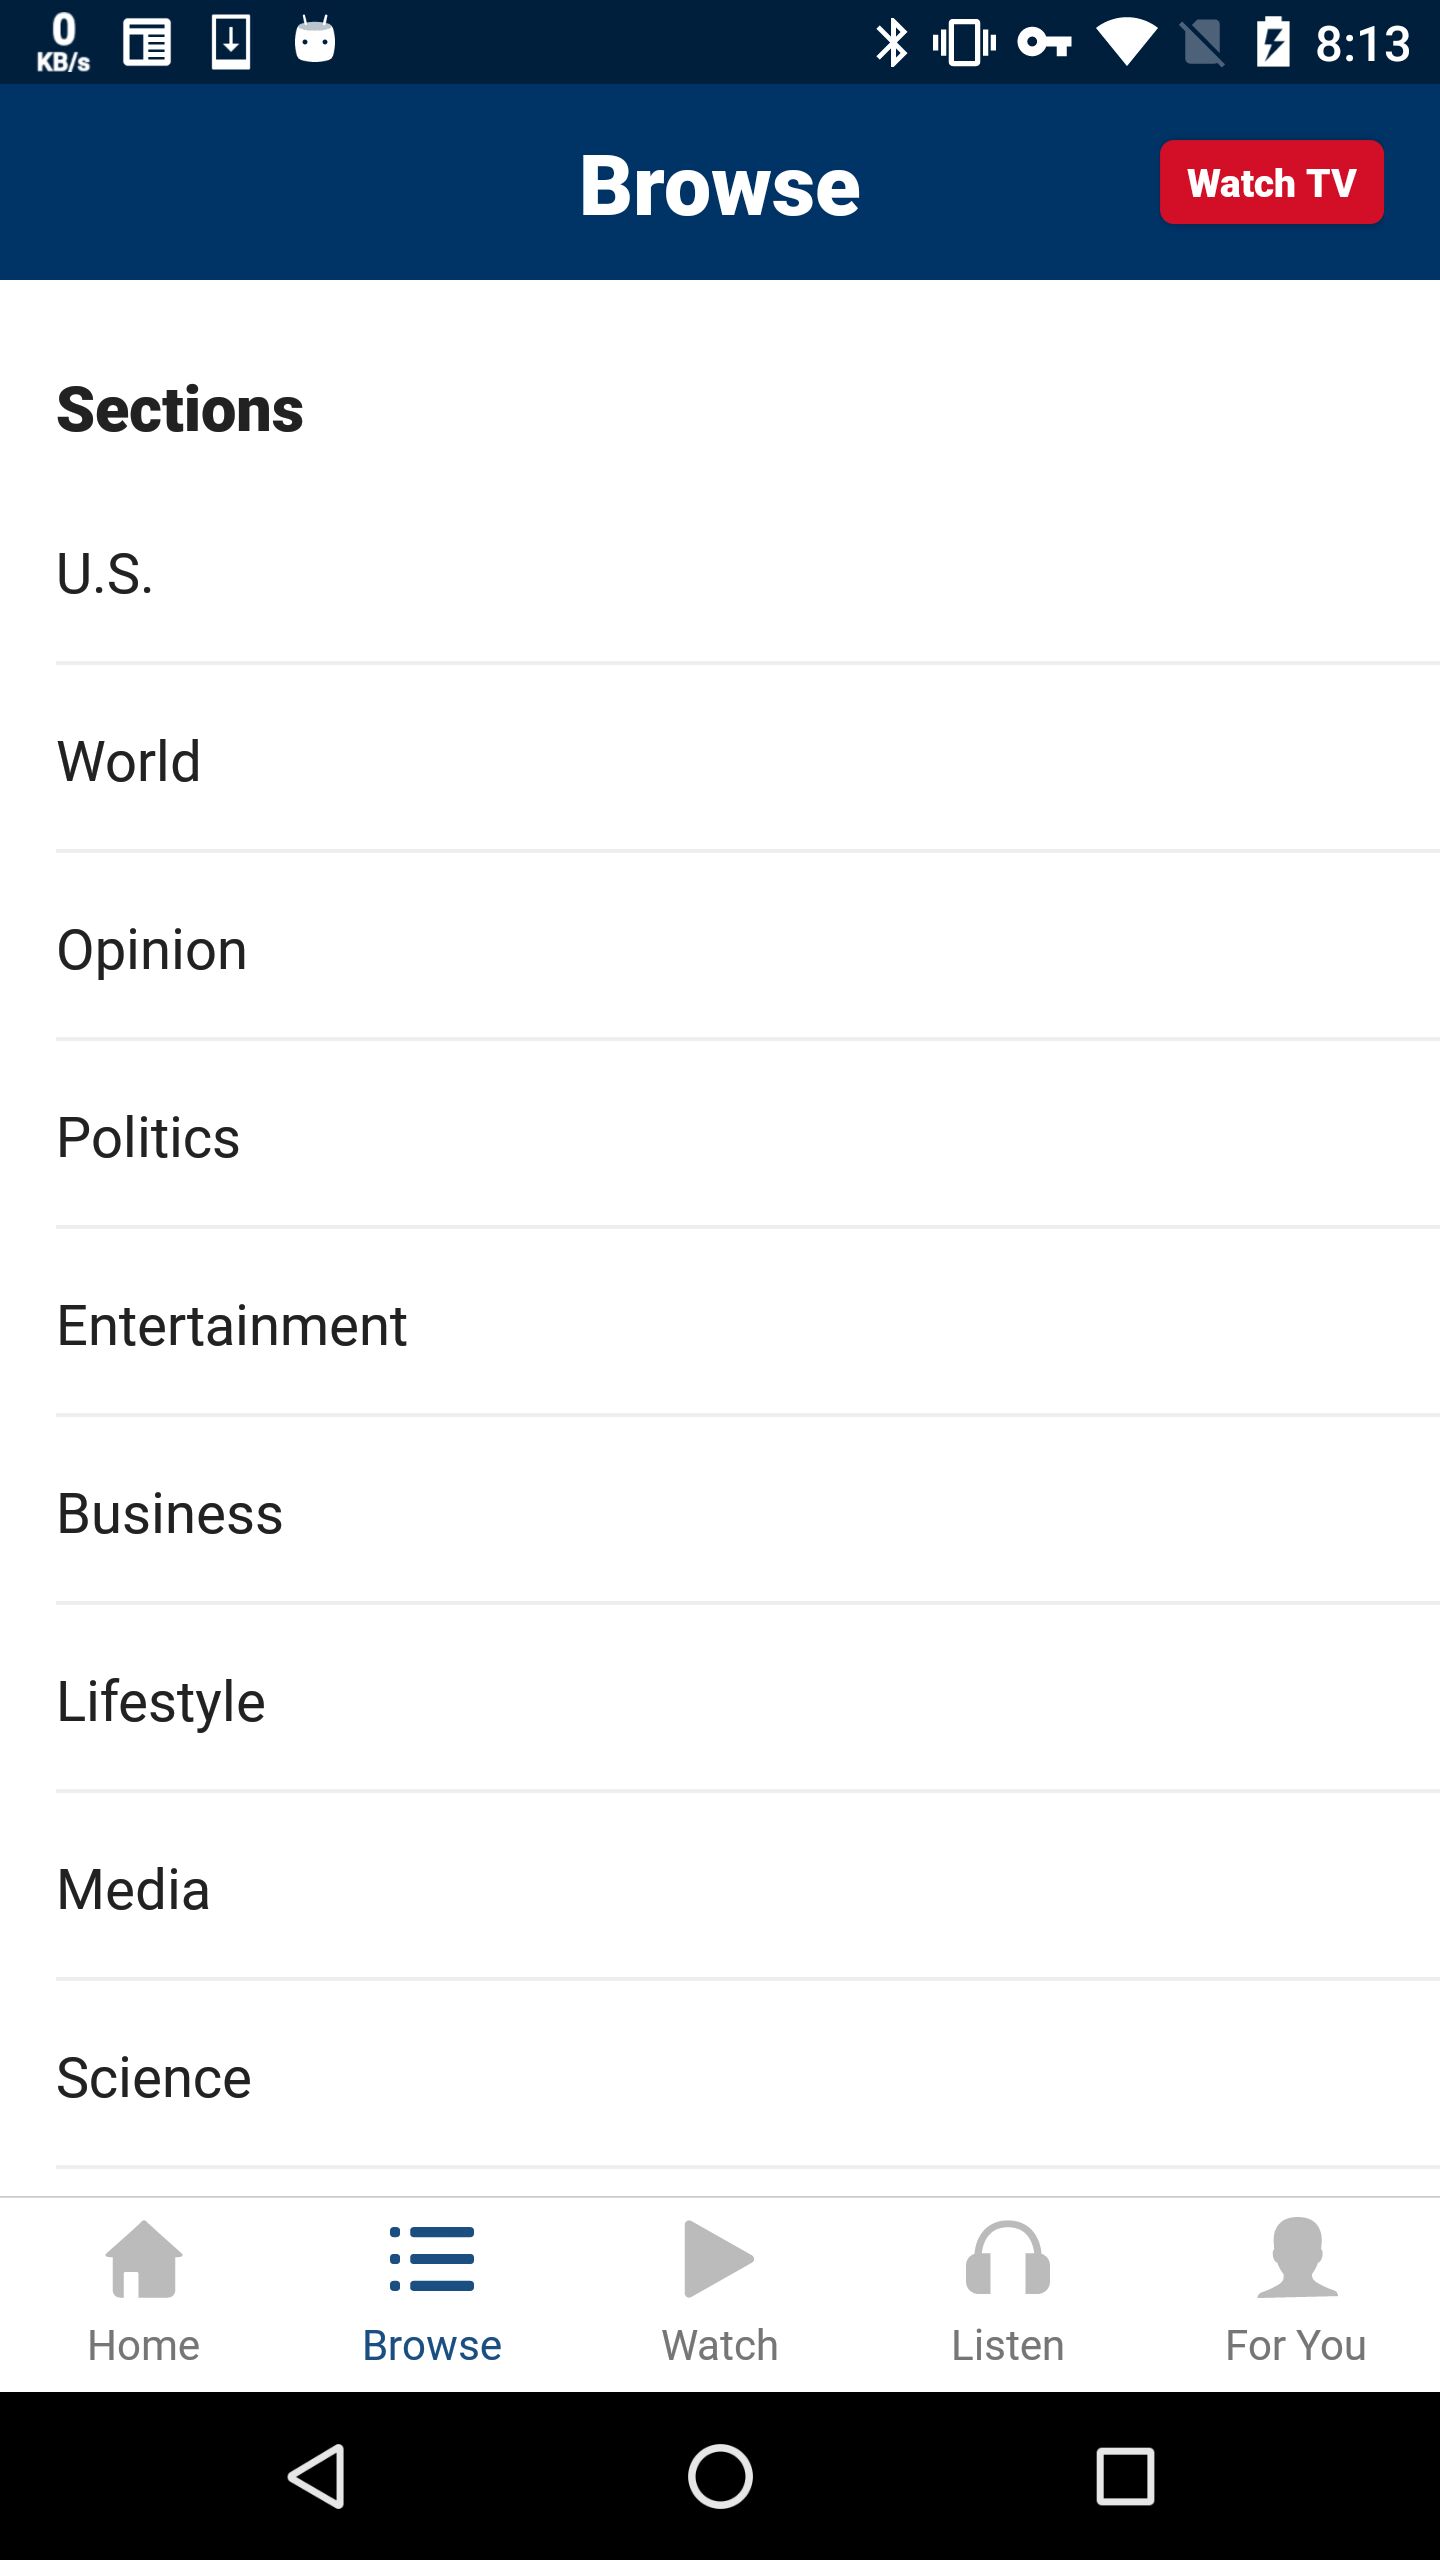 0
KB/s
8:13
Browse
Watch TV
Sections
U.S.
World
Opinion
Politics
Entertainment
Business
Lifestyle
Media
Science
Home
Browse
Watch
Listen
For You